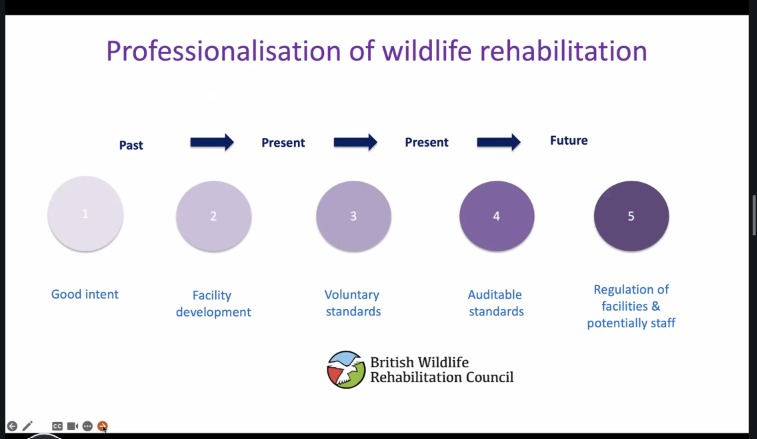 Professionalisation of wildlife rehabilitation
Past
Present
Present
Future
1
2
3
4
5
Good intent
Facility
development
Voluntary
standards
Auditable
standards
Regulation of
facilities &
potentially staff
British Wildlife
Rehabilitation Council
CC